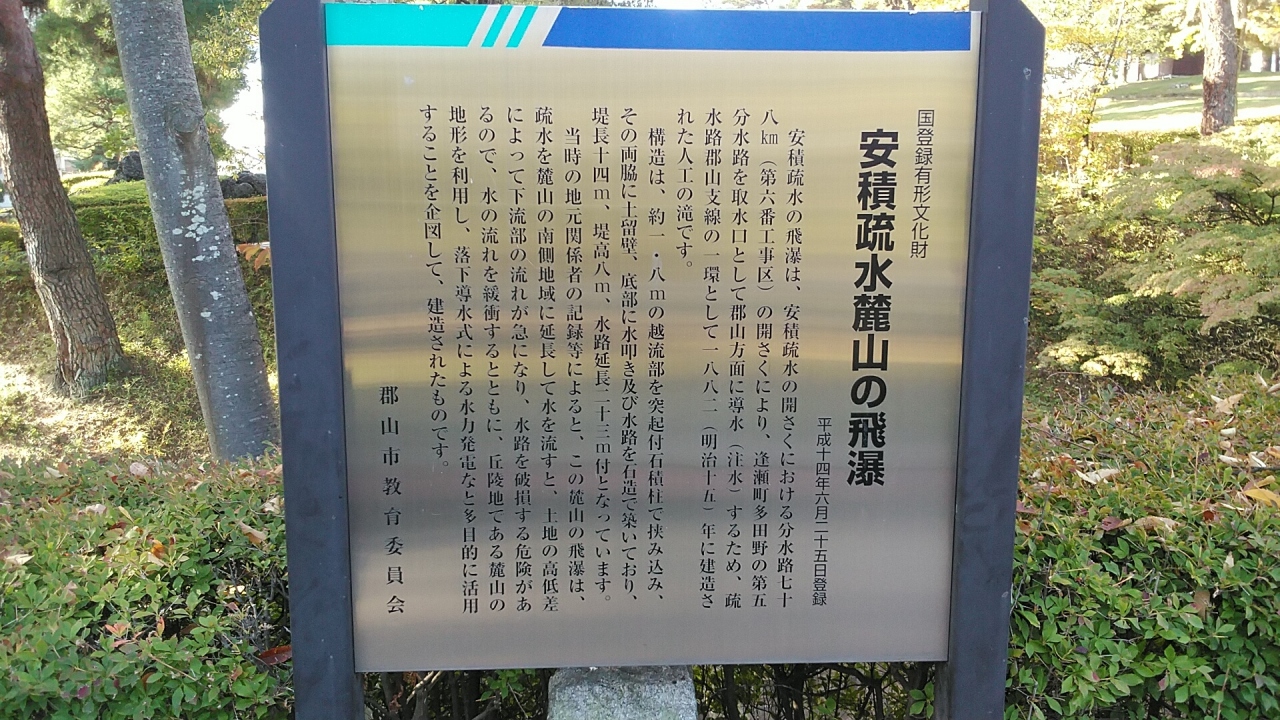 国登録有形文化財
安積疏水麓山の飛瀑
平成十四年六月二十五日登録
安積疏水の飛瀑は、安積疏水の開さくにおける分水路七十
八㎞（第六番工事区）の開さくにより、逢瀬町多田野の第五
分水路を取水口として郡山方面に導水（注水）するため、疏
水路郡山支線の一環として一八八二（明治十五）年に建造さ
れた人工の滝です。
構造は、約一・八ｍの越流部を突起付石積柱で挟み込み、
その両脇に土留壁、底部に水叩き及び水路を石造で築いており、
堤長十四ｍ、堤高八ｍ、水路延長二十三ｍ付となっています。
当時の地元関係者の記録等によると、この麓山の飛瀑は、
疏水を麓山の南側地域に延長して水を流すと、土地の高低差
によって下流部の流れが急になり、水路を破損する危険があ
るので、水の流れを緩衝するとともに、丘陵地である麓山の
地形を利用し、落下導水式による水力発電など多目的に活用
することを企図して、建造されたものです。
郡山市教育委員会